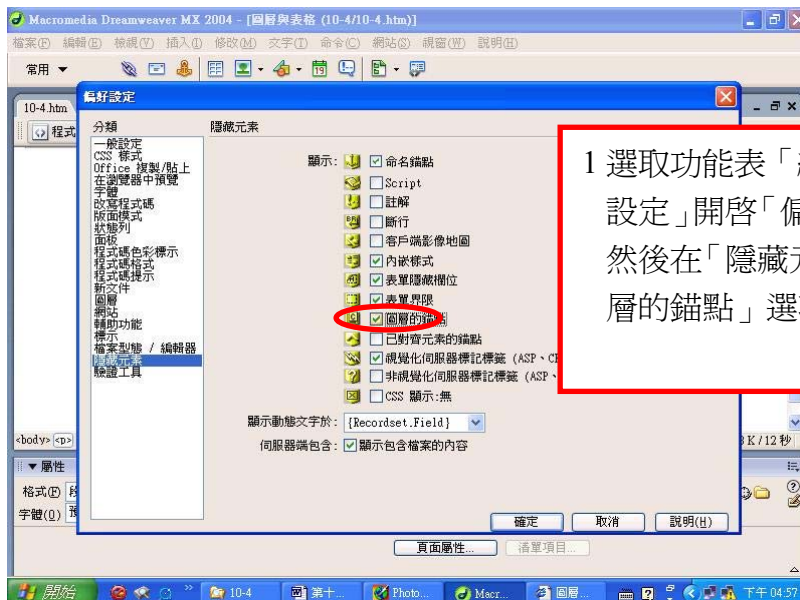 Macromedia Dreamweaver MX 2004 - [圖層與表格 (10-4/10-4.htm)]
檔案(F) 編輯(E) 檢視(V) 插入(I) 修改(M) 文字(T) 命令(C) 網站(S) 視窗(W) 說明(H)
常用
10-4.htm
程式
偏好設定
分類
隱藏元素
一般設定
CSS 樣式
Office 複製/貼上
在瀏覽器中預覽
字體
改寫程式碼
版面模式
狀態列
面板
程式碼色彩標示
程式碼格式
程式碼提示
新文件
圖層
網站
輔助功能
標示
檔案型態 / 編輯器
隱藏元素
驗證工具
顯示:
命名錨點
Script
註解
斷行
客戶端影像地圖
內嵌樣式
表單隱藏欄位
表單界限
圖層的錨點
已對齊元素的錨點
視覺化伺服器標記標籤 (ASP、CF
非視覺化伺服器標記標籤 (ASP、
CSS 顯示:無
顯示動態文字於: {Recordset.Field}
伺服器端包含: 顯示包含檔案的內容
確定 取消 說明(H)
1 選取功能表「
設定」開啓「偏
然後在「隱藏
層的錨點」選
<body> <p>
K / 12 秒
屬性
格式(F)
字體(O)
頁面屬性... 清單項目...
開始 10-4 第十... Photo... Macr... 圖層... 下午 04:57